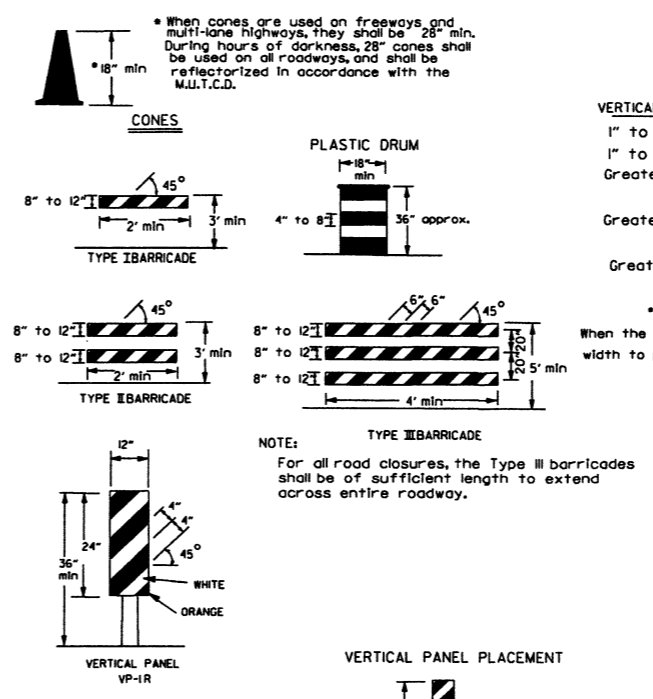 * When cones are used on freeways and
multi-lane highways, they shall be 28" min.
During hours of darkness, 28" cones shall
be used on all roadways, and shall be
reflectorized in accordance with the
M.U.T.C.D.
*18" min
CONES
PLASTIC DRUM
18"
min
4" to 8"
36" approx.
45°
8" to 12"
2' min
3' min
TYPE I BARRICADE
VERTICAL
1" to
1" to
Greate
Greate
Great
*
When the
width to
45°
8" to 12"
8" to 12"
2' min
3' min
TYPE II BARRICADE
6" 6"
45°
8" to 12"
8" to 12"
8" to 12"
20"
20"
5' min
4' min
TYPE III BARRICADE
NOTE:
For all road closures, the Type III barricades
shall be of sufficient length to extend
across entire roadway.
12"
4"
4"
45°
24"
36"
min
WHITE
ORANGE
VERTICAL PANEL
VP-1R
VERTICAL PANEL PLACEMENT